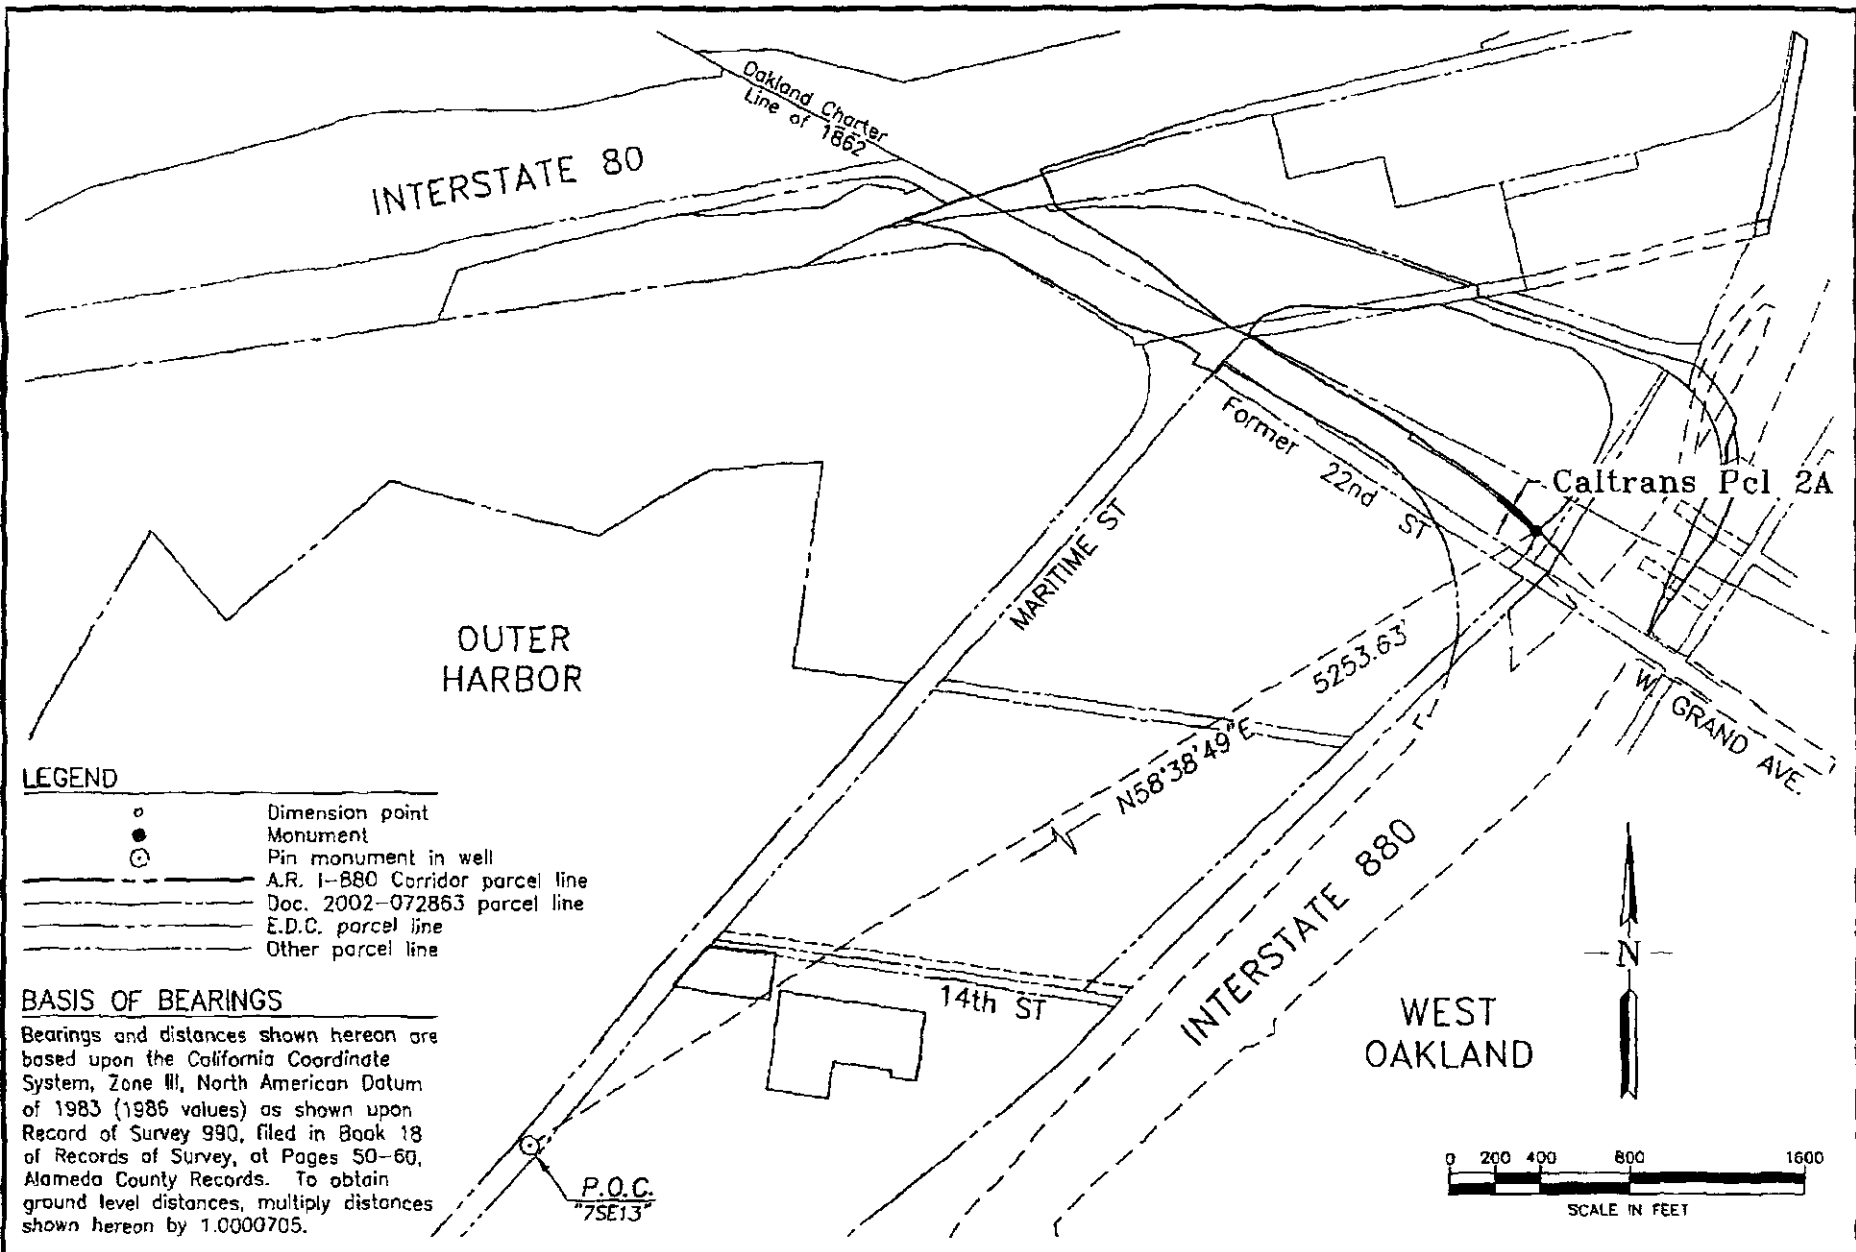 Oakland Charter
Line of 1862
INTERSTATE 80
Former 22nd ST
Caltrans Pcl 2A
MARITIME ST
OUTER
HARBOR
5253.63'
N58°38'49"E
W. GRAND AVE.
LEGEND
Dimension point
Monument
Pin monument in well
A.R. I-880 Corridor parcel line
Doc. 2002-072863 parcel line
E.D.C. parcel line
Other parcel line
INTERSTATE 880
N
14th ST
WEST
OAKLAND
BASIS OF BEARINGS
Bearings and distances shown hereon are
based upon the California Coordinate
System, Zone III, North American Datum
of 1983 (1986 values) as shown upon
Record of Survey 990, filed in Book 18
of Records of Survey, at Pages 50-60,
Alameda County Records. To obtain
ground level distances, multiply distances
shown hereon by 1.0000705.
P.O.C.
"7SE13"
0 200 400 800 1600
SCALE IN FEET